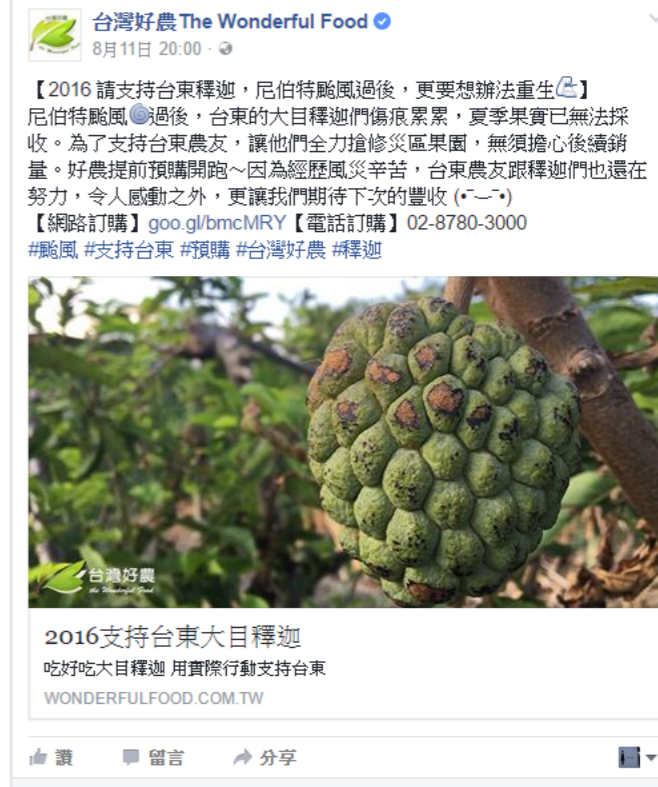 台灣好農The Wonderful Food
8月11日 20:00 ·
【2016 請支持台東釋迦，尼伯特颱風過後，更要想辦法重生💪】
尼伯特颱風🌀過後，台東的大目釋迦們傷痕累累，夏季果實已無法採
收。為了支持台東農友，讓他們全力搶修災區果園，無須擔心後續銷
量。好農提前預購開跑～因為經歷風災辛苦，台東農友跟釋迦們也還在
努力，令人感動之外，更讓我們期待下次的豐收 (•̀‿•́)
【網路訂購】goo.gl/bmcMRY【電話訂購】02-8780-3000
#颱風 #支持台東 #預購 #台灣好農 #釋迦
台灣好農
the Wonderful Food
2016支持台東大目釋迦
吃好吃大目釋迦 用實際行動支持台東
WONDERFULFOOD.COM.TW
讚 留言 分享